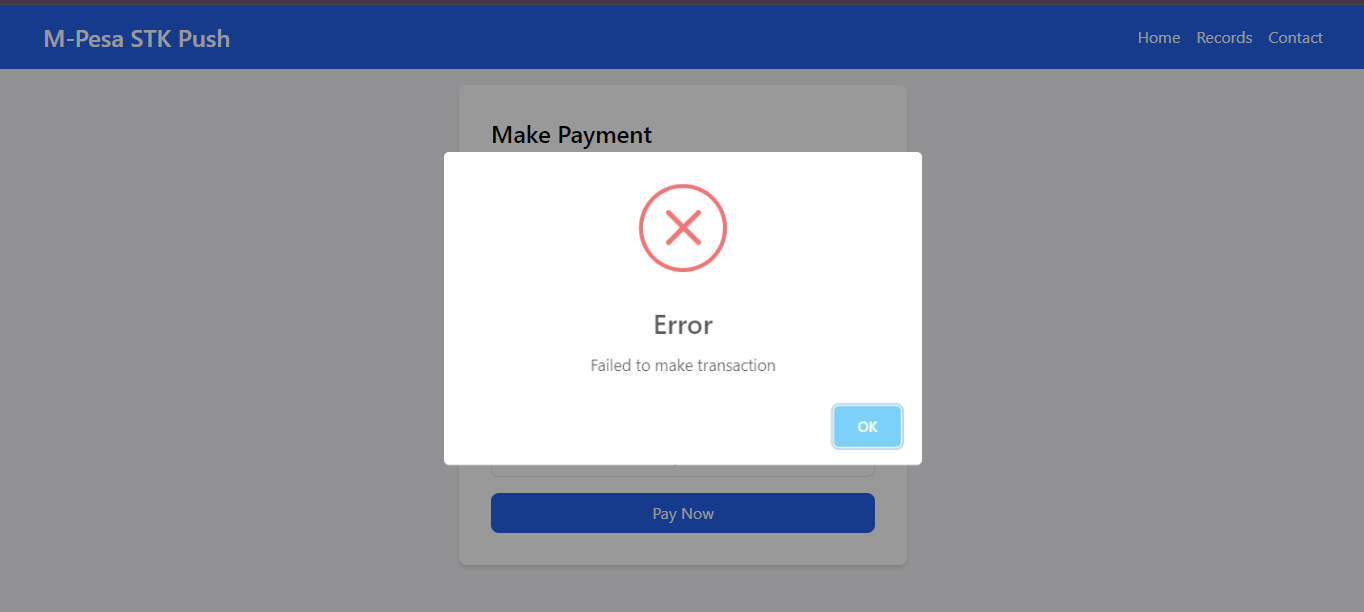 M-Pesa STK Push
Home Records Contact
Make Payment
Error
Failed to make transaction
OK
Pay Now